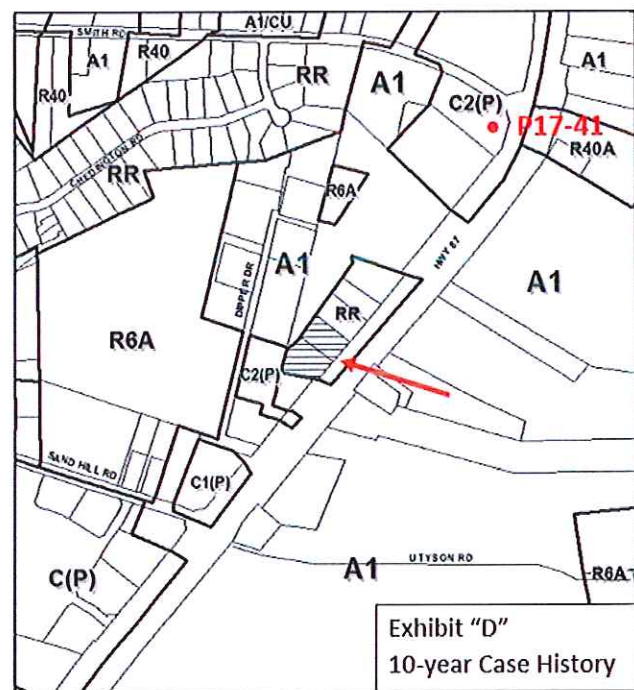 A1/CU
SMITH RD
R40
A1
R40
RR
A1
C2(P)
P17-41
A1
R40A
RR
R6A
HWY 87
A1
DIPPER DR
A1
RR
R6A
C2(P)
SAND HILL RD
C1(P)
A1
UTYSON RD
R6A
C(P)
Exhibit "D"
10-year Case History